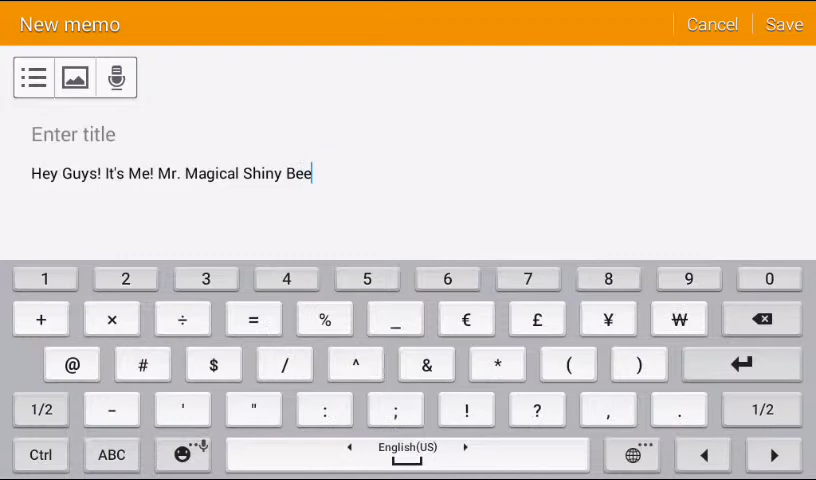 New memo Cancel Save
Enter title
Hey Guys! It's Me! Mr. Magical Shiny Bee
1 2 3 4 5 6 7 8 9 0
+ × ÷ = % _ € £ ¥ ₩
@ # $ / ^ & * ( )
1/2 - ' " : ; ! ? , . 1/2
Ctrl ABC English(US)